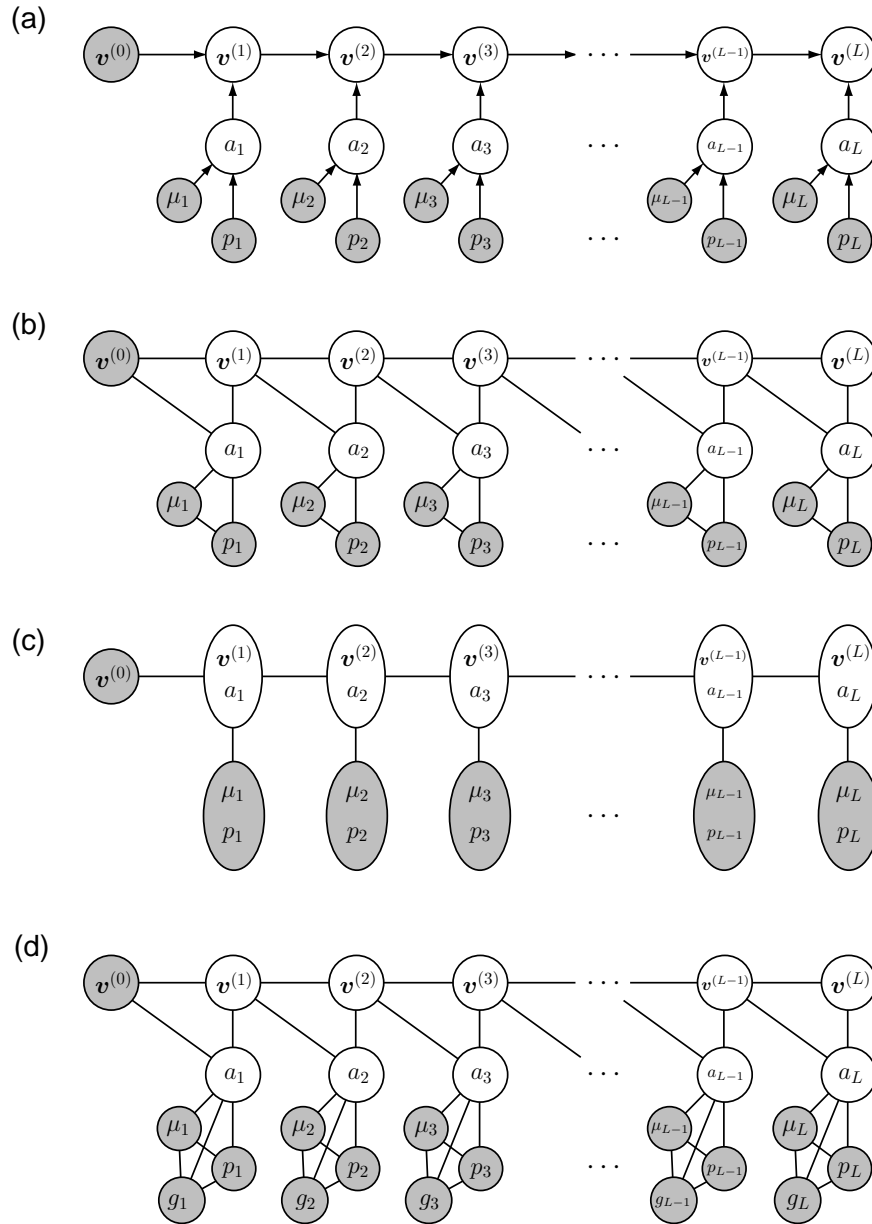 (a)
v^(0) v^(1) v^(2) v^(3) ··· v^(L−1) v^(L)
a_1 a_2 a_3 ··· a_{L−1} a_L
μ_1 μ_2 μ_3 μ_{L−1} μ_L
p_1 p_2 p_3 ··· p_{L−1} p_L
(b)
v^(0) v^(1) v^(2) v^(3) ··· v^(L−1) v^(L)
a_1 a_2 a_3 ··· a_{L−1} a_L
μ_1 μ_2 μ_3 μ_{L−1} μ_L
p_1 p_2 p_3 ··· p_{L−1} p_L
(c)
v^(1) v^(2) v^(3) v^(L−1) v^(L)
v^(0) ···
a_1 a_2 a_3 a_{L−1} a_L
μ_1 μ_2 μ_3 μ_{L−1} μ_L
···
p_1 p_2 p_3 p_{L−1} p_L
(d)
v^(0) v^(1) v^(2) v^(3) ··· v^(L−1) v^(L)
a_1 a_2 a_3 ··· a_{L−1} a_L
μ_1 μ_2 μ_3 μ_{L−1} μ_L
p_1 p_2 p_3 ··· p_{L−1} p_L
g_1 g_2 g_3 g_{L−1} g_L